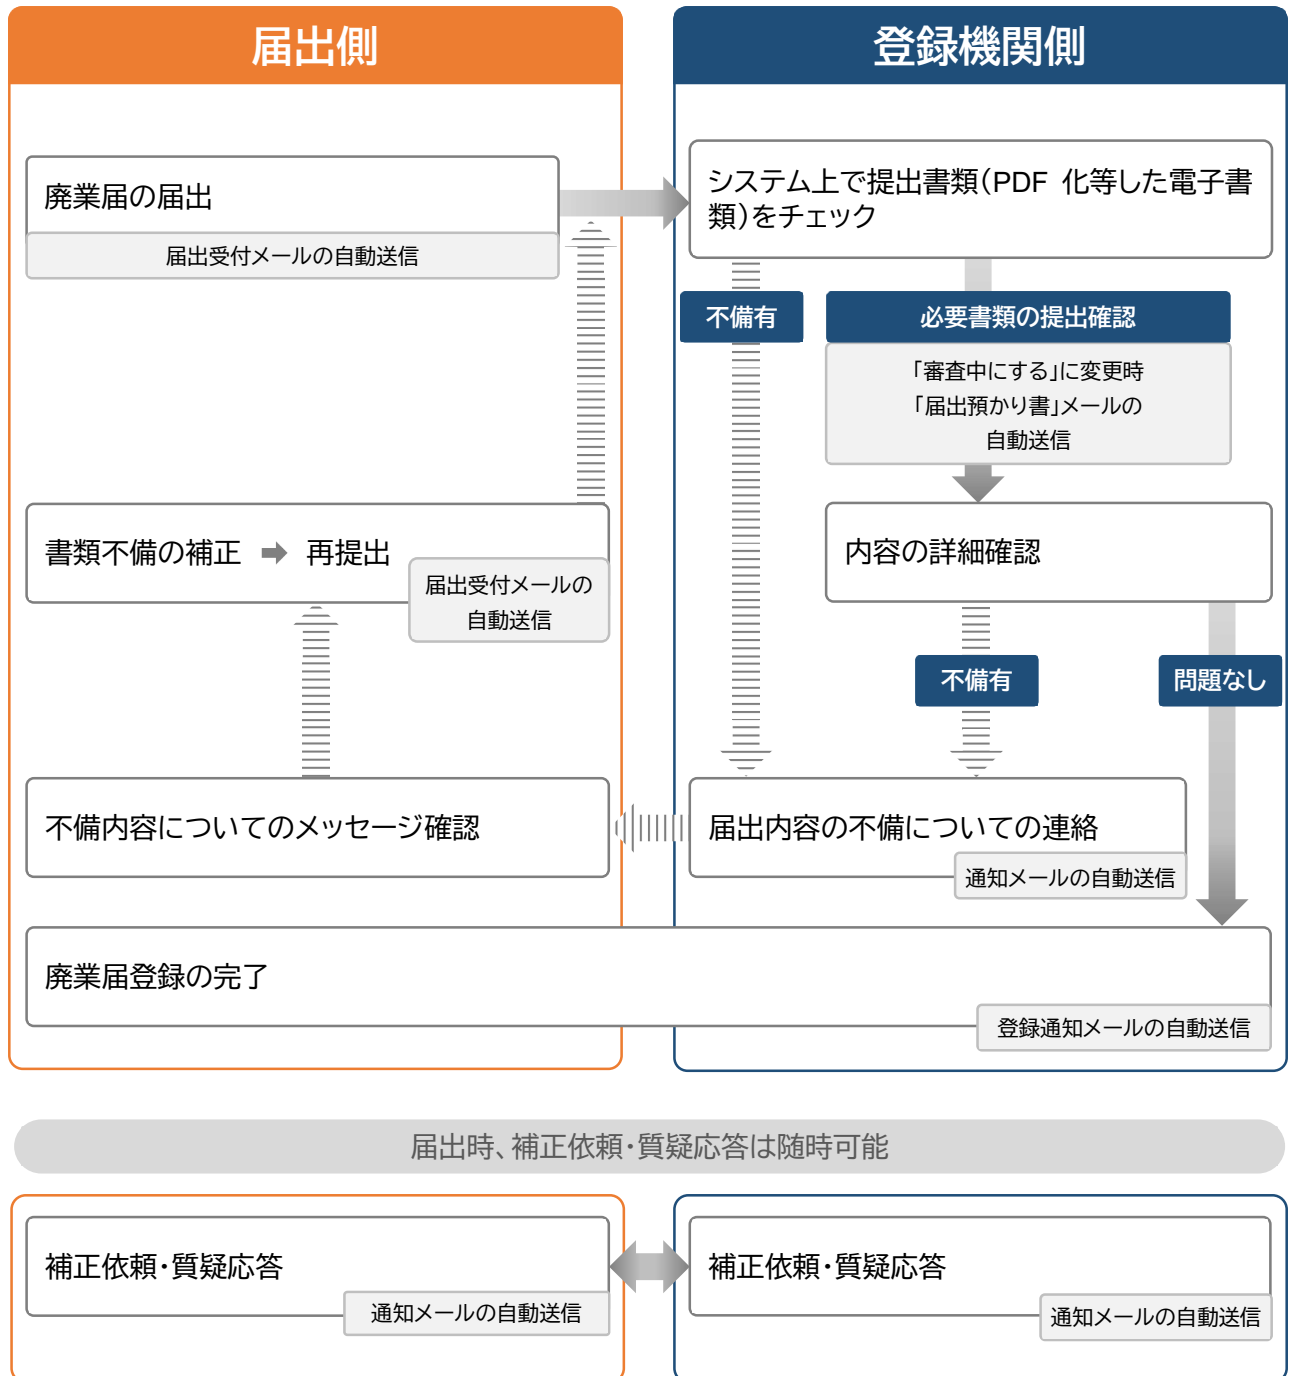 届出側
登録機関側
廃業届の届出
届出受付メールの自動送信
システム上で提出書類(PDF 化等した電子書
類)をチェック
不備有
必要書類の提出確認
「審査中にする」に変更時
「届出預かり書」メールの
自動送信
書類不備の補正 ➡ 再提出
届出受付メールの
自動送信
内容の詳細確認
不備有
問題なし
不備内容についてのメッセージ確認
届出内容の不備についての連絡
通知メールの自動送信
廃業届登録の完了
登録通知メールの自動送信
届出時、補正依頼・質疑応答は随時可能
補正依頼・質疑応答
通知メールの自動送信
補正依頼・質疑応答
通知メールの自動送信